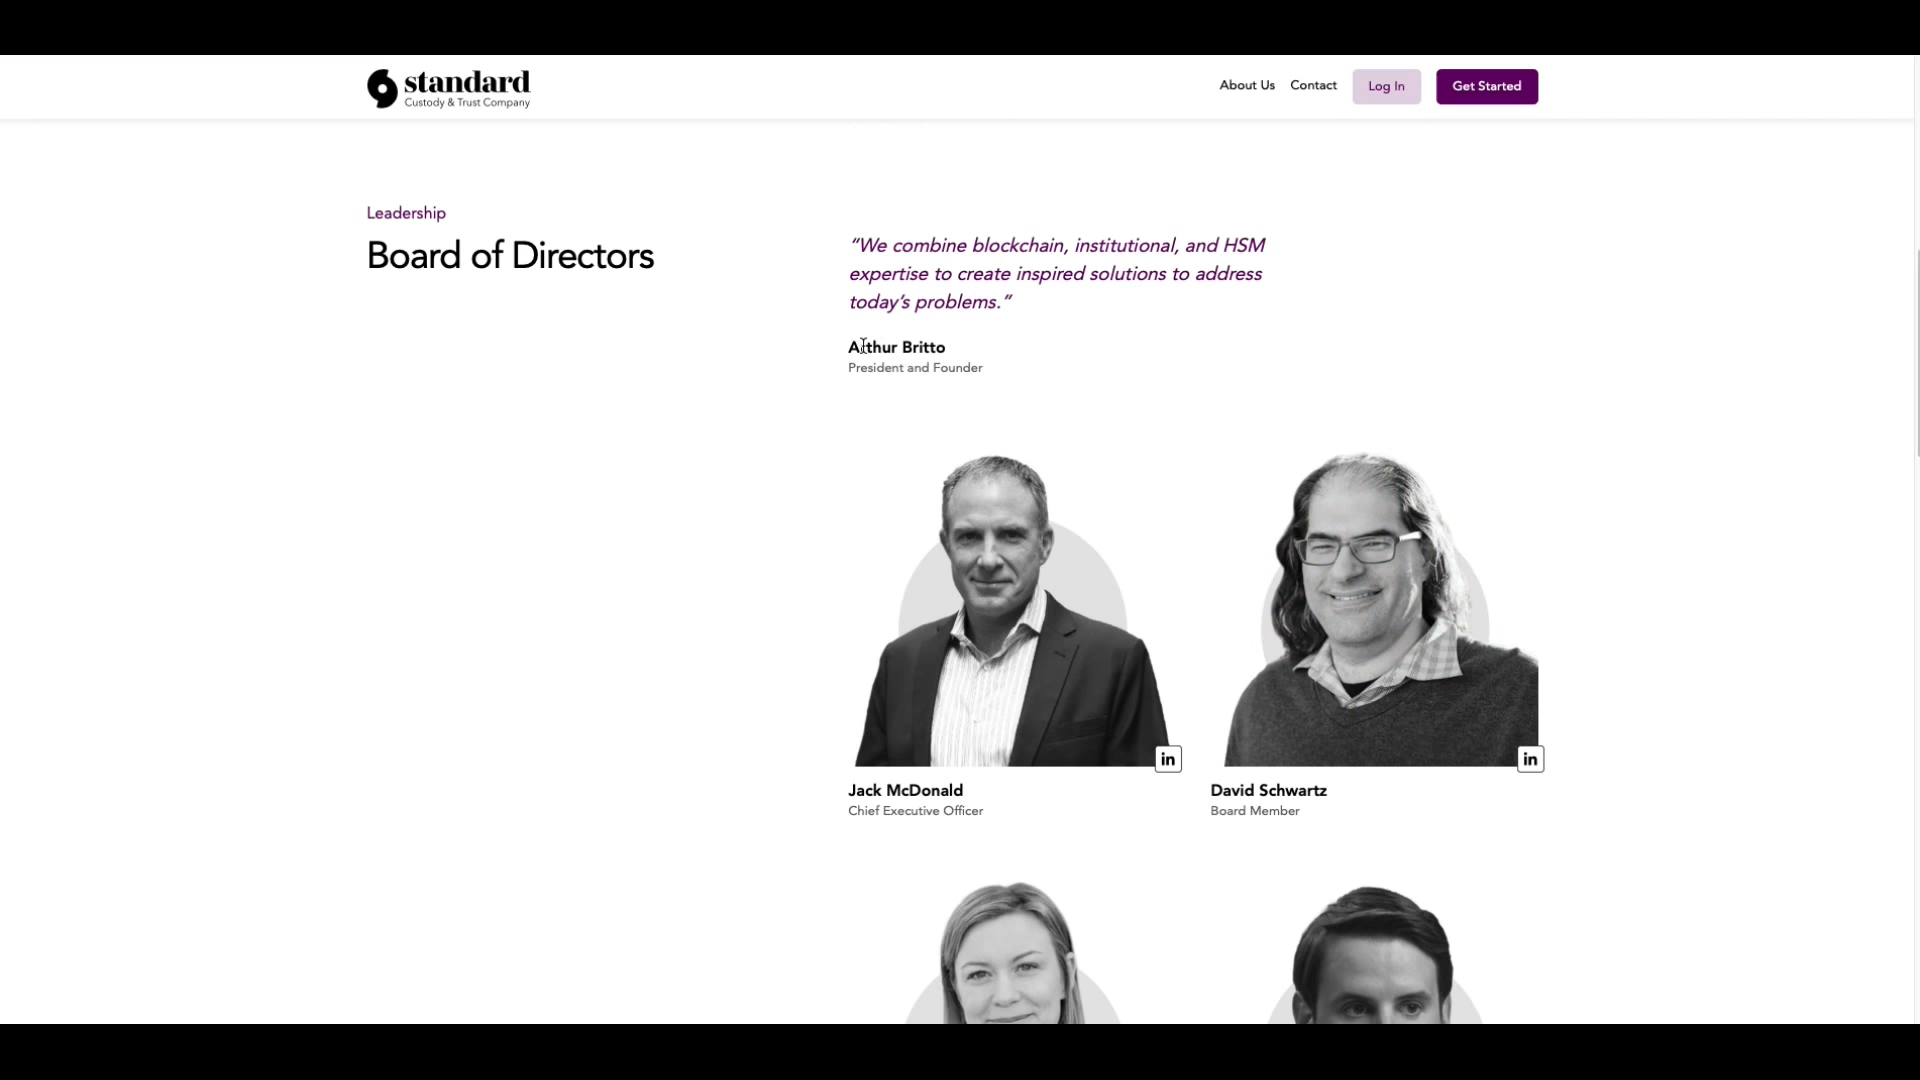 standard
Custody & Trust Company
About Us
Contact
Log In
Get Started
Leadership
Board of Directors
“We combine blockchain, institutional, and HSM
expertise to create inspired solutions to address
today’s problems.”
Arthur Britto
President and Founder
in
in
Jack McDonald
Chief Executive Officer
David Schwartz
Board Member